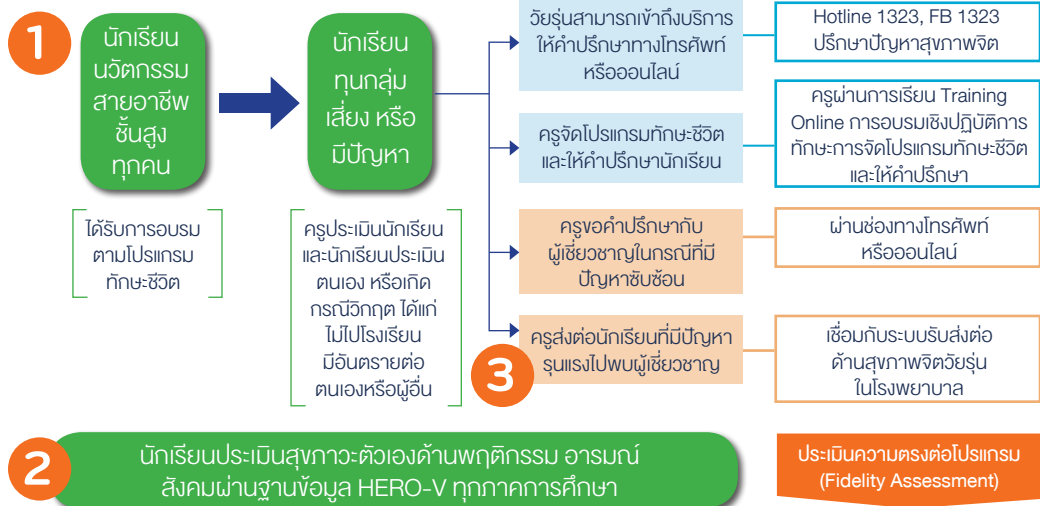 1
นักเรียน
นวัตกรรม
สายอาชีพ
ชั้นสูง
ทุกคน
ได้รับการอบรม
ตามโปรแกรม
ทักษะชีวิต
นักเรียน
ทุนกลุ่ม
เสี่ยง หรือ
มีปัญหา
ครูประเมินนักเรียน
และนักเรียนประเมิน
ตนเอง หรือเกิด
กรณีวิกฤต ได้แก่
ไม่ไปโรงเรียน
มีอันตรายต่อ
ตนเองหรือผู้อื่น
วัยรุ่นสามารถเข้าถึงบริการ
ให้คำปรึกษาทางโทรศัพท์
หรือออนไลน์
Hotline 1323, FB 1323
ปรึกษาปัญหาสุขภาพจิต
ครูจัดโปรแกรมทักษะชีวิต
และให้คำปรึกษานักเรียน
ครูผ่านการเรียน Training
Online การอบรมเชิงปฏิบัติการ
ทักษะการจัดโปรแกรมทักษะชีวิต
และให้คำปรึกษา
ครูขอคำปรึกษากับ
ผู้เชี่ยวชาญในกรณีที่มี
ปัญหาซับซ้อน
ผ่านช่องทางโทรศัพท์
หรือออนไลน์
3
ครูส่งต่อนักเรียนที่มีปัญหา
รุนแรงไปพบผู้เชี่ยวชาญ
เชื่อมกับระบบรับส่งต่อ
ด้านสุขภาพจิตวัยรุ่น
ในโรงพยาบาล
2
นักเรียนประเมินสุขภาวะตัวเองด้านพฤติกรรม อารมณ์
สังคมผ่านฐานข้อมูล HERO-V ทุกภาคการศึกษา
ประเมินความตรงต่อโปรแกรม
(Fidelity Assessment)